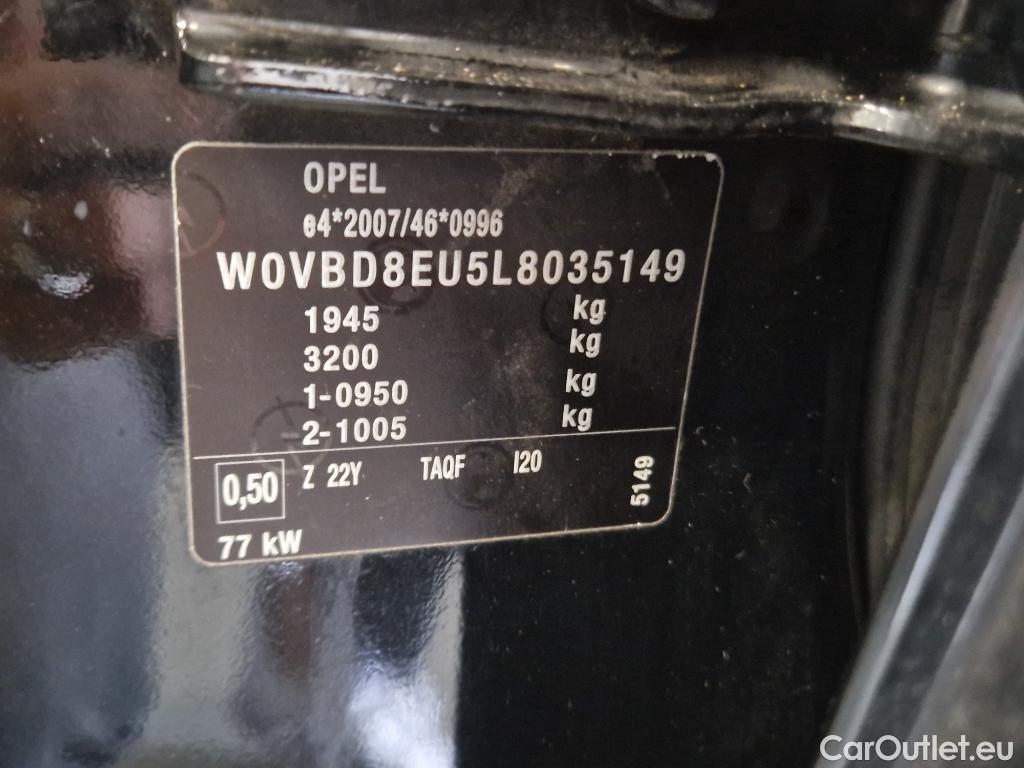 OPEL
e4*2007/46*0996
W0VBD8EU5L8035149
1945 kg
3200 kg
1-0950 kg
2-1005 kg
0,50 Z 22Y TAQF I20 5149
77 kW
CarOutlet.eu